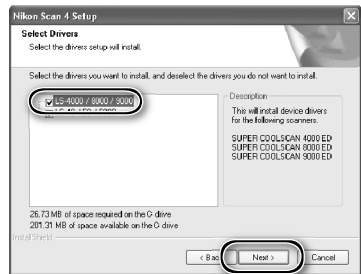 Nikon Scan 4 Setup
Select Drivers
Select the drivers setup will install.
Select the drivers you want to install, and deselect the drivers you do not want to install.
LS-4000 / 8000 / 9000
Description
This will install device drivers
for the following scanners.
SUPER COOLSCAN 4000 ED
SUPER COOLSCAN 8000 ED
SUPER COOLSCAN 9000 ED
26.73 MB of space required on the C drive
201.31 MB of space available on the C drive
InstallShield
< Bac
Next >
Cancel